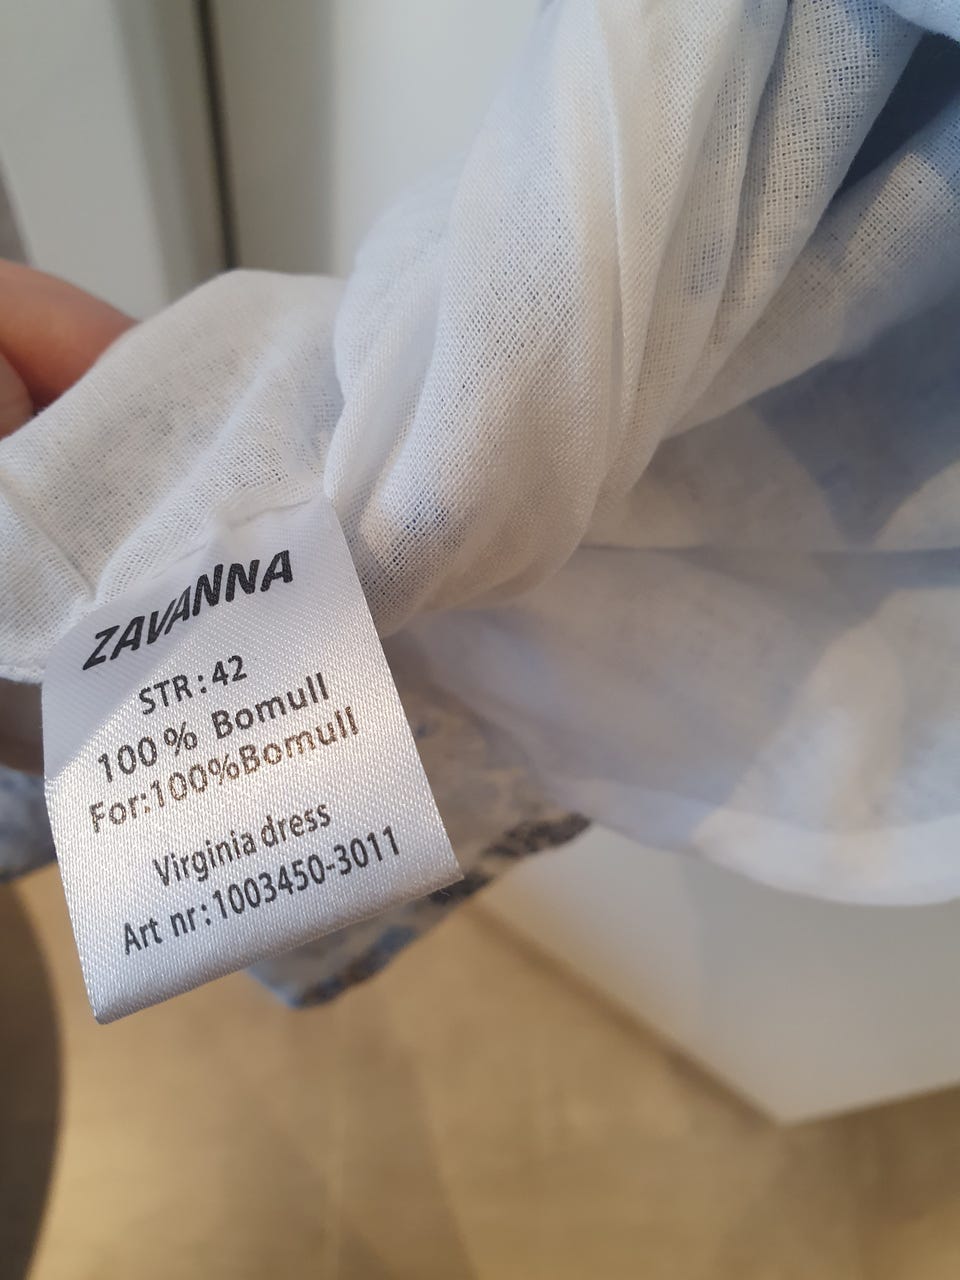 ZAVANNA
STR : 42
100 % Bomull
For:100%Bomull
Virginia dress
Art nr: 1003450-3011